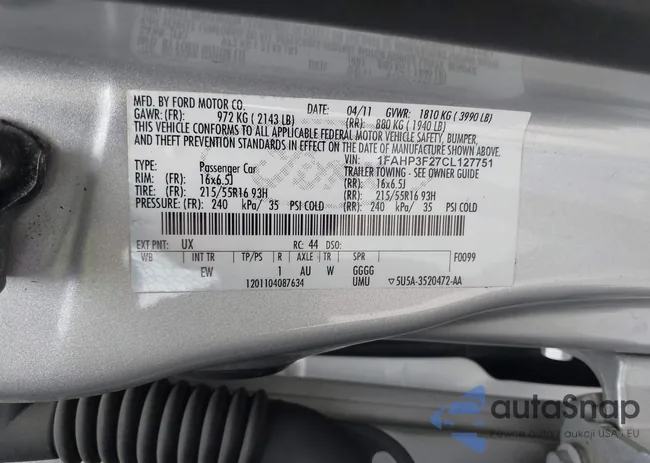 MFD. BY FORD MOTOR CO.
DATE: 04/11 GVWR: 1810 KG ( 3990 LB)
GAWR: (FR): 972 KG ( 2143 LB) (RR): 880 KG ( 1940 LB)
THIS VEHICLE CONFORMS TO ALL APPLICABLE FEDERAL MOTOR VEHICLE SAFETY, BUMPER,
AND THEFT PREVENTION STANDARDS IN EFFECT ON THE DATE OF MANUFACTURE SHOWN ABOVE.
VIN: 1FAHP3F27CL127751
TYPE: Passenger Car TRAILER TOWING - SEE OWNER GUIDE
RIM: (FR) 16x6.5J (RR): 16x6.5J
TIRE: (FR) 215/55R16 93H (RR): 215/55R16 93H
PRESSURE: (FR) 240 kPa/ 35 PSI COLD (RR): 240 kPa/ 35 PSI COLD
EXT PNT: UX RC: 44 DSO: F0099
WB INT TR TP/PS R AXLE TR SPR
EW 1 AU W GGGG
1201104087634 UMU ▽5U5A-3520472-AA
autoSnap
aukcji USA - EU